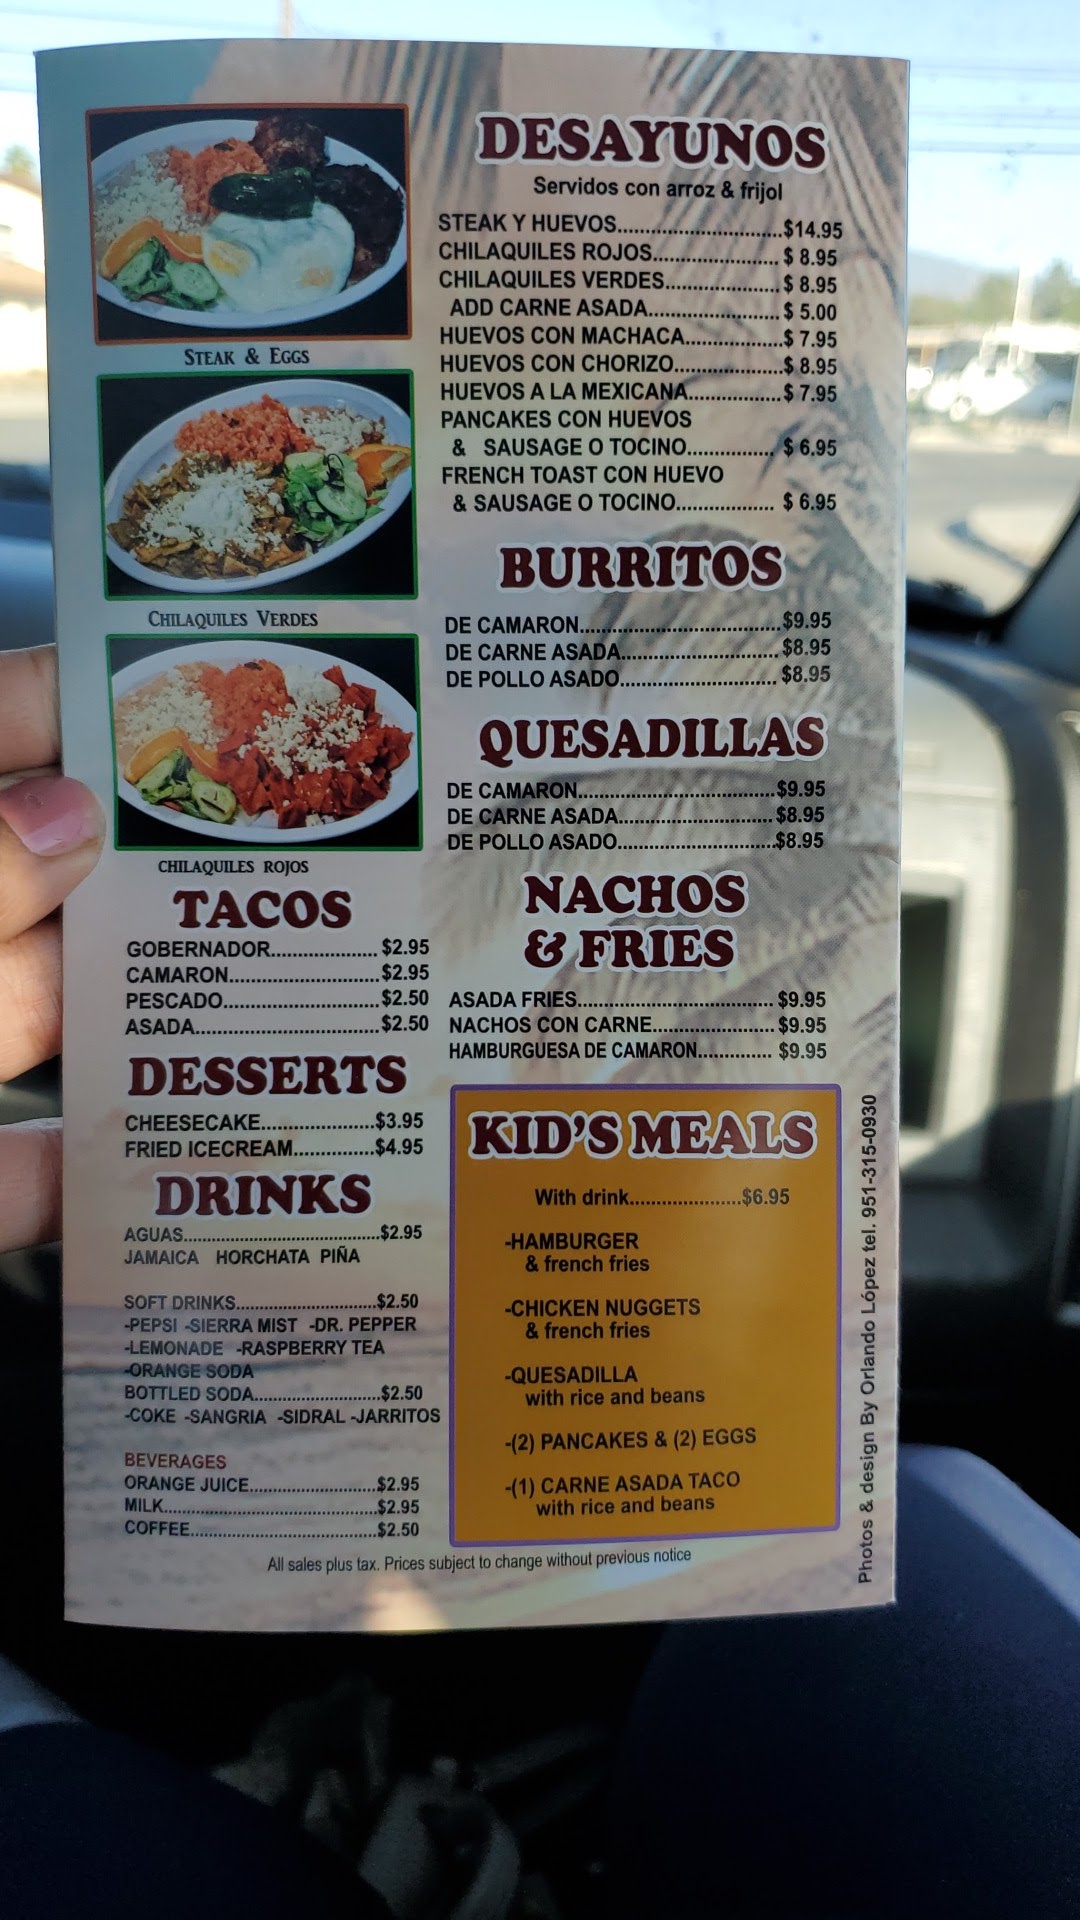 STEAK & EGGS
CHILAQUILES VERDES
CHILAQUILES ROJOS
TACOS
GOBERNADOR.................... $2.95
CAMARON............................ $2.95
PESCADO............................. $2.50
ASADA.................................. $2.50
DESSERTS
CHEESECAKE.....................$3.95
FRIED ICECREAM...............$4.95
DRINKS
AGUAS.....................................$2.95
JAMAICA HORCHATA PIÑA
SOFT DRINKS..........................$2.50
-PEPSI -SIERRA MIST -DR. PEPPER
-LEMONADE -RASPBERRY TEA
-ORANGE SODA
BOTTLED SODA.......................$2.50
-COKE -SANGRIA -SIDRAL -JARRITOS
BEVERAGES
ORANGE JUICE........................$2.95
MILK........................................$2.95
COFFEE...................................$2.50
DESAYUNOS
Servidos con arroz & frijol
STEAK Y HUEVOS..............................$14.95
CHILAQUILES ROJOS....................... $ 8.95
CHILAQUILES VERDES..................... $ 8.95
ADD CARNE ASADA........................ $ 5.00
HUEVOS CON MACHACA..................$ 7.95
HUEVOS CON CHORIZO....................$ 8.95
HUEVOS A LA MEXICANA.................$ 7.95
PANCAKES CON HUEVOS
& SAUSAGE O TOCINO................ $ 6.95
FRENCH TOAST CON HUEVO
& SAUSAGE O TOCINO.................. $ 6.95
BURRITOS
DE CAMARON....................................$9.95
DE CARNE ASADA............................ $8.95
DE POLLO ASADO............................ $8.95
QUESADILLAS
DE CAMARON...................................$9.95
DE CARNE ASADA........................... $8.95
DE POLLO ASADO............................$8.95
NACHOS
& FRIES
ASADA FRIES................................... $9.95
NACHOS CON CARNE...................... $9.95
HAMBURGUESA DE CAMARON.............. $9.95
KID'S MEALS
With drink.....................$6.95
-HAMBURGER
& french fries
-CHICKEN NUGGETS
& french fries
-QUESADILLA
with rice and beans
-(2) PANCAKES & (2) EGGS
-(1) CARNE ASADA TACO
with rice and beans
All sales plus tax. Prices subject to change without previous notice
Photos & design By Orlando López tel. 951-315-0930